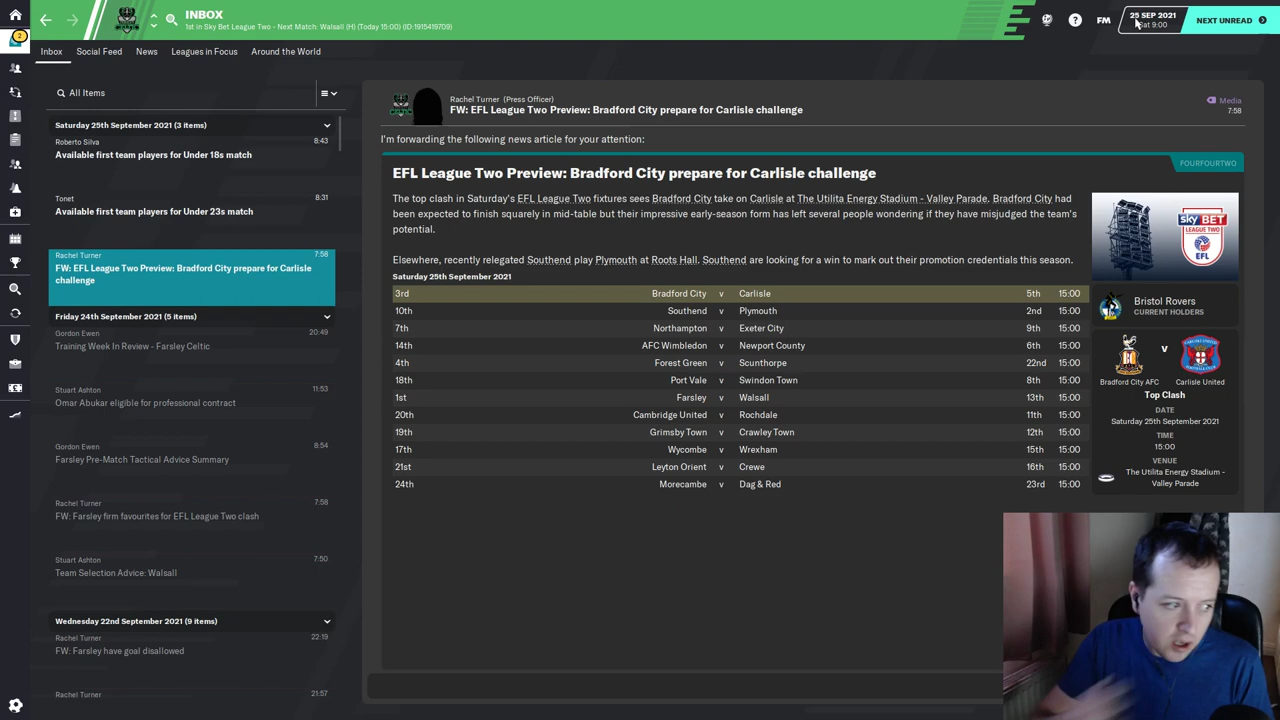 INBOX
1st in Sky Bet League Two - Next Match: Walsall (H) (Today 15:00) (ID:1915419709)
FM
25 SEP 2021
Sat 9:00
NEXT UNREAD
2
Inbox
Social Feed
News
Leagues in Focus
Around the World
All Items
Saturday 25th September 2021 (3 items)
Roberto Silva
8:43
Available first team players for Under 18s match
Tonet
8:31
Available first team players for Under 23s match
Rachel Turner
7:58
FW: EFL League Two Preview: Bradford City prepare for Carlisle
challenge
Friday 24th September 2021 (5 items)
Gordon Ewen
20:49
Training Week In Review - Farsley Celtic
Stuart Ashton
11:53
Omar Abukar eligible for professional contract
Gordon Ewen
8:54
Farsley Pre-Match Tactical Advice Summary
Rachel Turner
7:58
FW: Farsley firm favourites for EFL League Two clash
Stuart Ashton
7:50
Team Selection Advice: Walsall
Wednesday 22nd September 2021 (9 items)
Rachel Turner
22:19
FW: Farsley have goal disallowed
Rachel Turner
21:57
Rachel Turner (Press Officer)
FW: EFL League Two Preview: Bradford City prepare for Carlisle challenge
Media
7:58
I'm forwarding the following news article for your attention:
FOURFOURTWO
EFL League Two Preview: Bradford City prepare for Carlisle challenge
The top clash in Saturday's EFL League Two fixtures sees Bradford City take on Carlisle at The Utilita Energy Stadium - Valley Parade. Bradford City had
been expected to finish squarely in mid-table but their impressive early-season form has left several people wondering if they have misjudged the team's
potential.
Elsewhere, recently relegated Southend play Plymouth at Roots Hall. Southend are looking for a win to mark out their promotion credentials this season.
Saturday 25th September 2021
3rd Bradford City v Carlisle 5th 15:00
10th Southend v Plymouth 2nd 15:00
7th Northampton v Exeter City 9th 15:00
14th AFC Wimbledon v Newport County 6th 15:00
4th Forest Green v Scunthorpe 22nd 15:00
18th Port Vale v Swindon Town 8th 15:00
1st Farsley v Walsall 13th 15:00
20th Cambridge United v Rochdale 11th 15:00
19th Grimsby Town v Crawley Town 12th 15:00
17th Wycombe v Wrexham 15th 15:00
21st Leyton Orient v Crewe 16th 15:00
24th Morecambe v Dag & Red 23rd 15:00
sky BET
LEAGUE TWO
EFL
Bristol Rovers
CURRENT HOLDERS
v
Bradford City AFC
Carlisle United
Top Clash
DATE
Saturday 25th September 2021
TIME
15:00
VENUE
The Utilita Energy Stadium -
Valley Parade